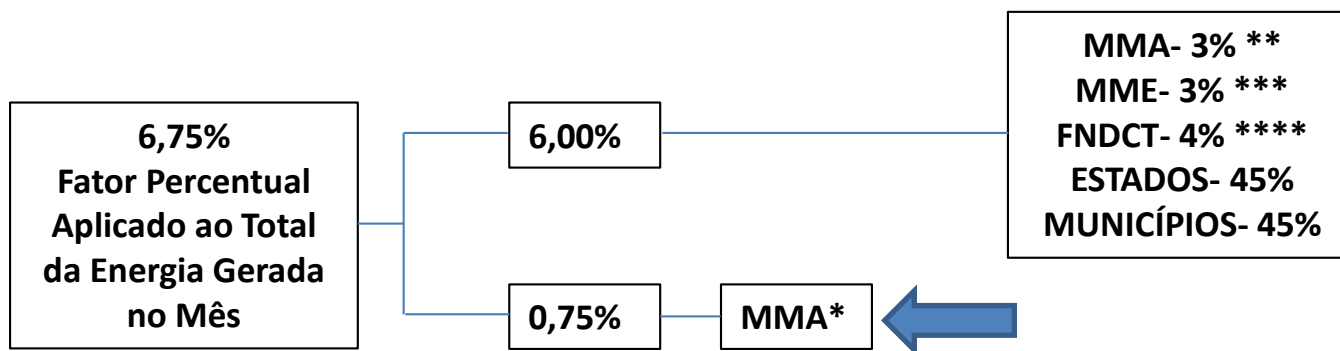 6,75%
Fator Percentual
Aplicado ao Total
da Energia Gerada
no Mês
6,00%
MMA- 3% **
MME- 3% ***
FNDCT- 4% ****
ESTADOS- 45%
MUNICÍPIOS- 45%
0,75%
MMA*